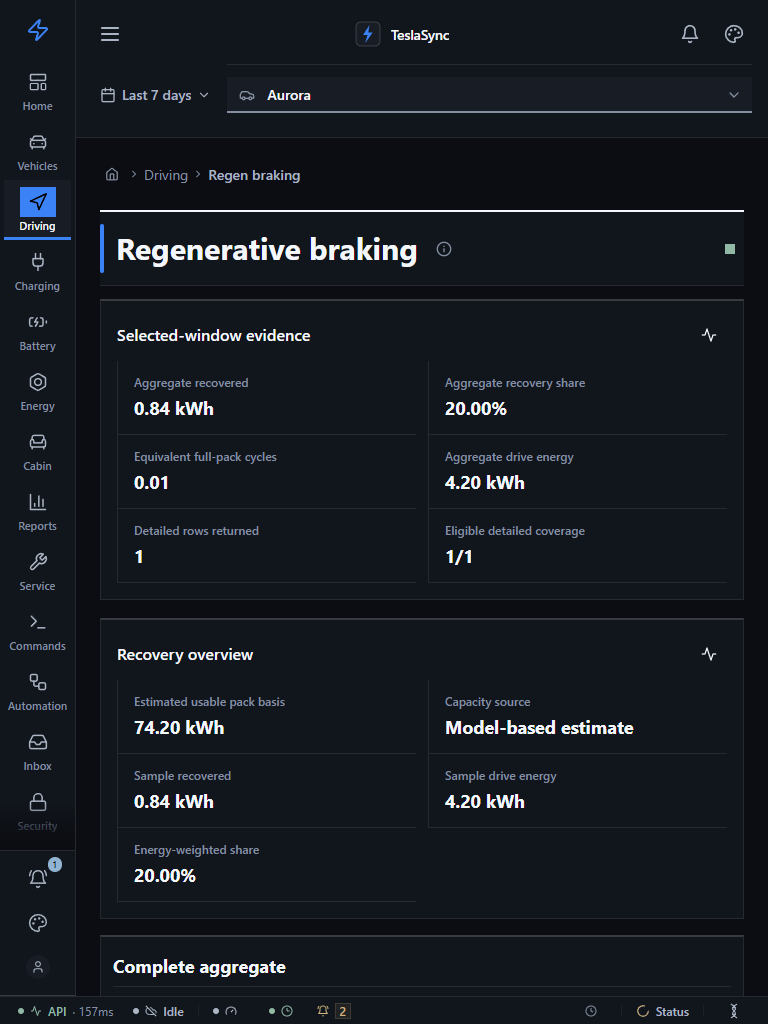 TeslaSync
Last 7 days
Aurora
Home
Vehicles
Driving
Charging
Battery
Energy
Cabin
Reports
Service
Commands
Automation
Inbox
Security
1
Driving
Regen braking
Regenerative braking
Selected-window evidence
Aggregate recovered
0.84 kWh
Aggregate recovery share
20.00%
Equivalent full-pack cycles
0.01
Aggregate drive energy
4.20 kWh
Detailed rows returned
1
Eligible detailed coverage
1/1
Recovery overview
Estimated usable pack basis
74.20 kWh
Capacity source
Model-based estimate
Sample recovered
0.84 kWh
Sample drive energy
4.20 kWh
Energy-weighted share
20.00%
Complete aggregate
API · 157ms
Idle
2
Status